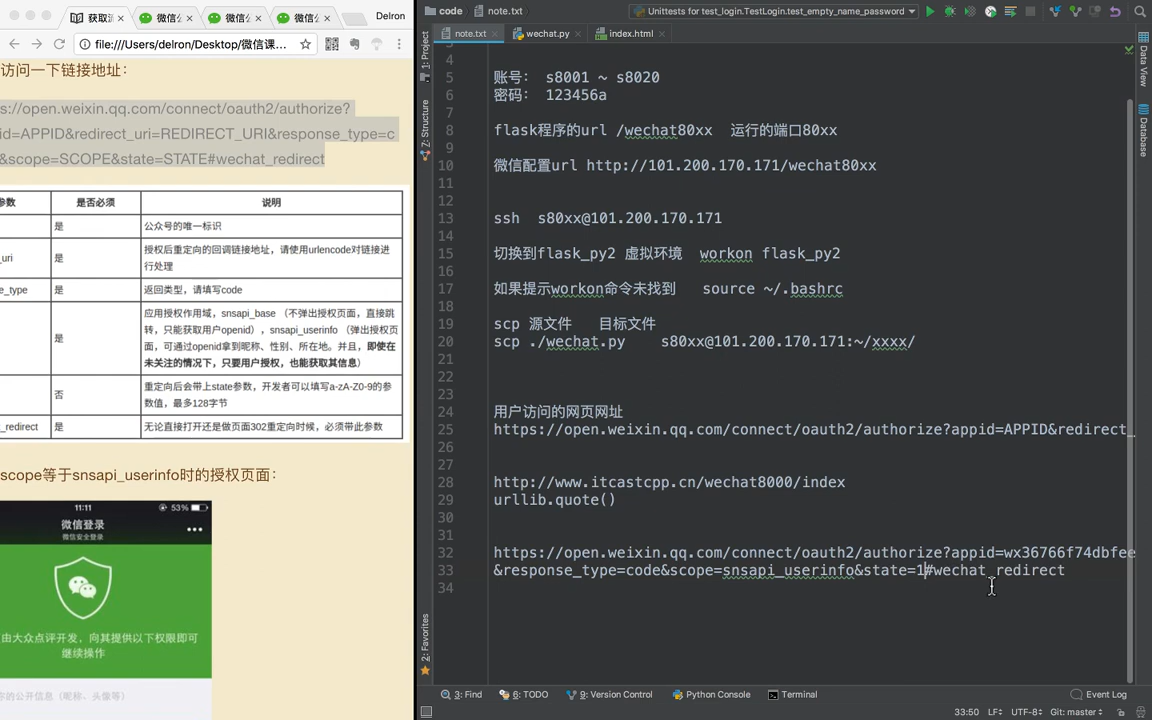 获取
微信公
微信公
微信公
Delron
file:///Users/delron/Desktop/微信课...
访问一下链接地址：
s://open.weixin.qq.com/connect/oauth2/authorize?
id=APPID&redirect_uri=REDIRECT_URI&response_type=c
&scope=SCOPE&state=STATE#wechat_redirect
参数 是否必须 说明
是 公众号的唯一标识
_uri 是 授权后重定向的回调链接地址，请使用urlencode对链接进
行处理
e_type 是 返回类型，请填写code
是 应用授权作用域，snsapi_base （不弹出授权页面，直接跳
转，只能获取用户openid），snsapi_userinfo （弹出授权页
面，可通过openid拿到昵称、性别、所在地。并且，即使在
未关注的情况下，只要用户授权，也能获取其信息）
否 重定向后会带上state参数，开发者可以填写a-zA-Z0-9的参
数值，最多128字节
t_redirect 是 无论直接打开还是做页面302重定向时候，必须带此参数
scope等于snsapi_userinfo时的授权页面：
11:11 53%
微信登录
微信安全登录
由大众点评开发，向其提供以下权限即可
继续操作
你的公开信息（昵称、头像等）
code note.txt Unittests for test_login.TestLogin.test_empty_name_password
note.txt wechat.py index.html
1: Project
7: Structure
2: Favorites
Data View
Database
3
4
5 账号： s8001 ~ s8020
6 密码： 123456a
7
8 flask程序的url /wechat80xx 运行的端口80xx
9
10 微信配置url http://101.200.170.171/wechat80xx
11
12
13 ssh s80xx@101.200.170.171
14
15 切换到flask_py2 虚拟环境 workon flask_py2
16
17 如果提示workon命令未找到 source ~/.bashrc
18
19 scp 源文件 目标文件
20 scp ./wechat.py s80xx@101.200.170.171:~/xxxx/
21
22
23
24 用户访问的网页网址
25 https://open.weixin.qq.com/connect/oauth2/authorize?appid=APPID&redirect_
26
27
28 http://www.itcastcpp.cn/wechat8000/index
29 urllib.quote()
30
31
32 https://open.weixin.qq.com/connect/oauth2/authorize?appid=wx36766f74dbfee
33 &response_type=code&scope=snsapi_userinfo&state=1#wechat_redirect
34
3: Find 6: TODO 9: Version Control Python Console Terminal Event Log
33:50 LF÷ UTF-8÷ Git: master÷